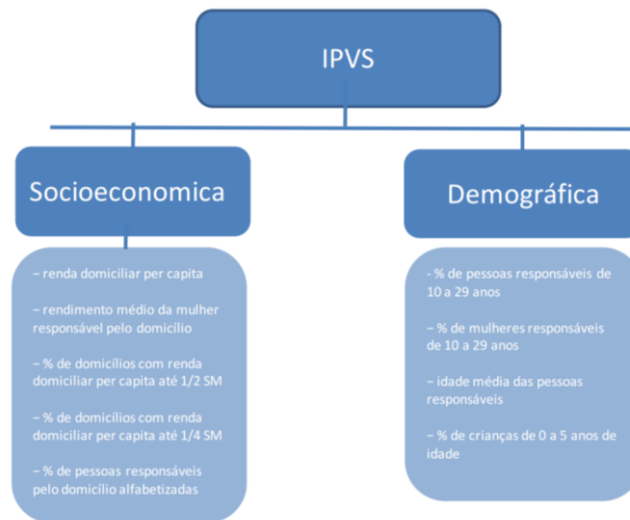 IPVS
Socioeconomica
− renda domiciliar per capita
− rendimento médio da mulher
responsável pelo domicílio
− % de domicílios com renda
domiciliar per capita até 1/2 SM
− % de domicílios com renda
domiciliar per capita até 1/4 SM
− % de pessoas responsáveis
pelo domicílio alfabetizadas
Demográfica
- % de pessoas responsáveis de
10 a 29 anos
− % de mulheres responsáveis
de 10 a 29 anos
− idade média das pessoas
responsáveis
− % de crianças de 0 a 5 anos de
idade